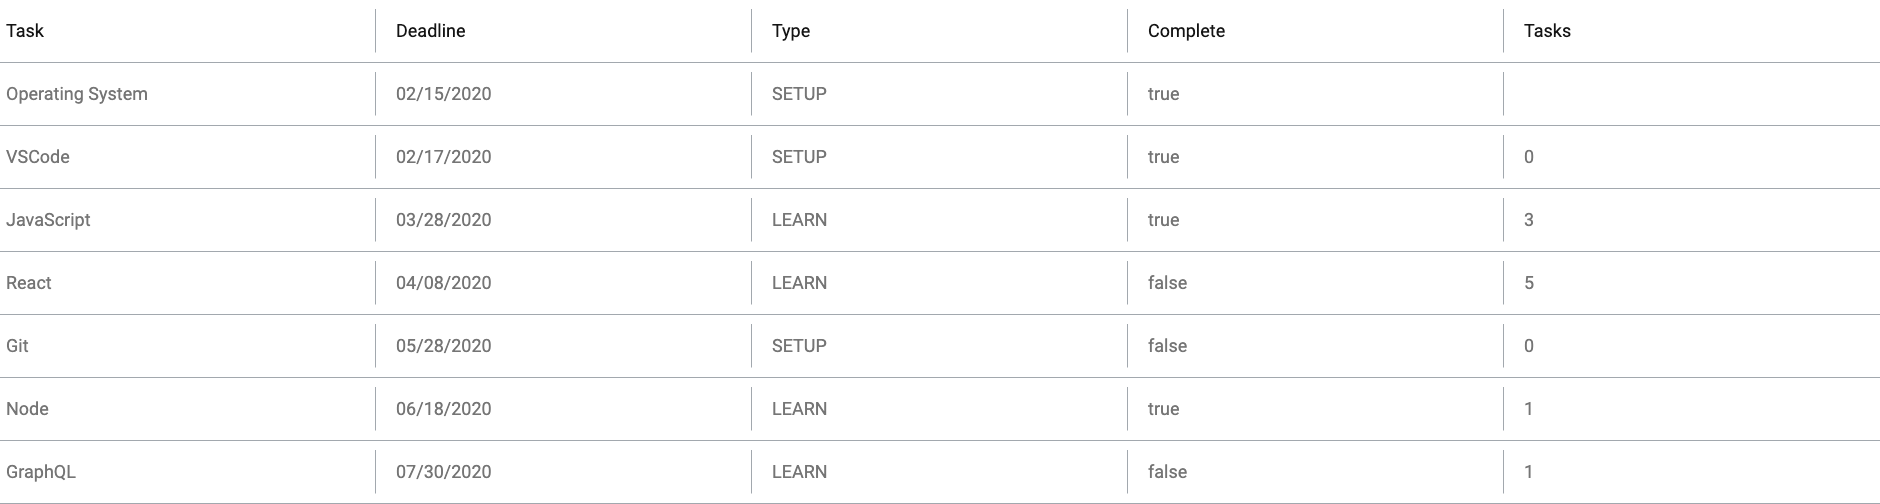 Task Deadline Type Complete Tasks
Operating System 02/15/2020 SETUP true
VSCode 02/17/2020 SETUP true 0
JavaScript 03/28/2020 LEARN true 3
React 04/08/2020 LEARN false 5
Git 05/28/2020 SETUP false 0
Node 06/18/2020 LEARN true 1
GraphQL 07/30/2020 LEARN false 1